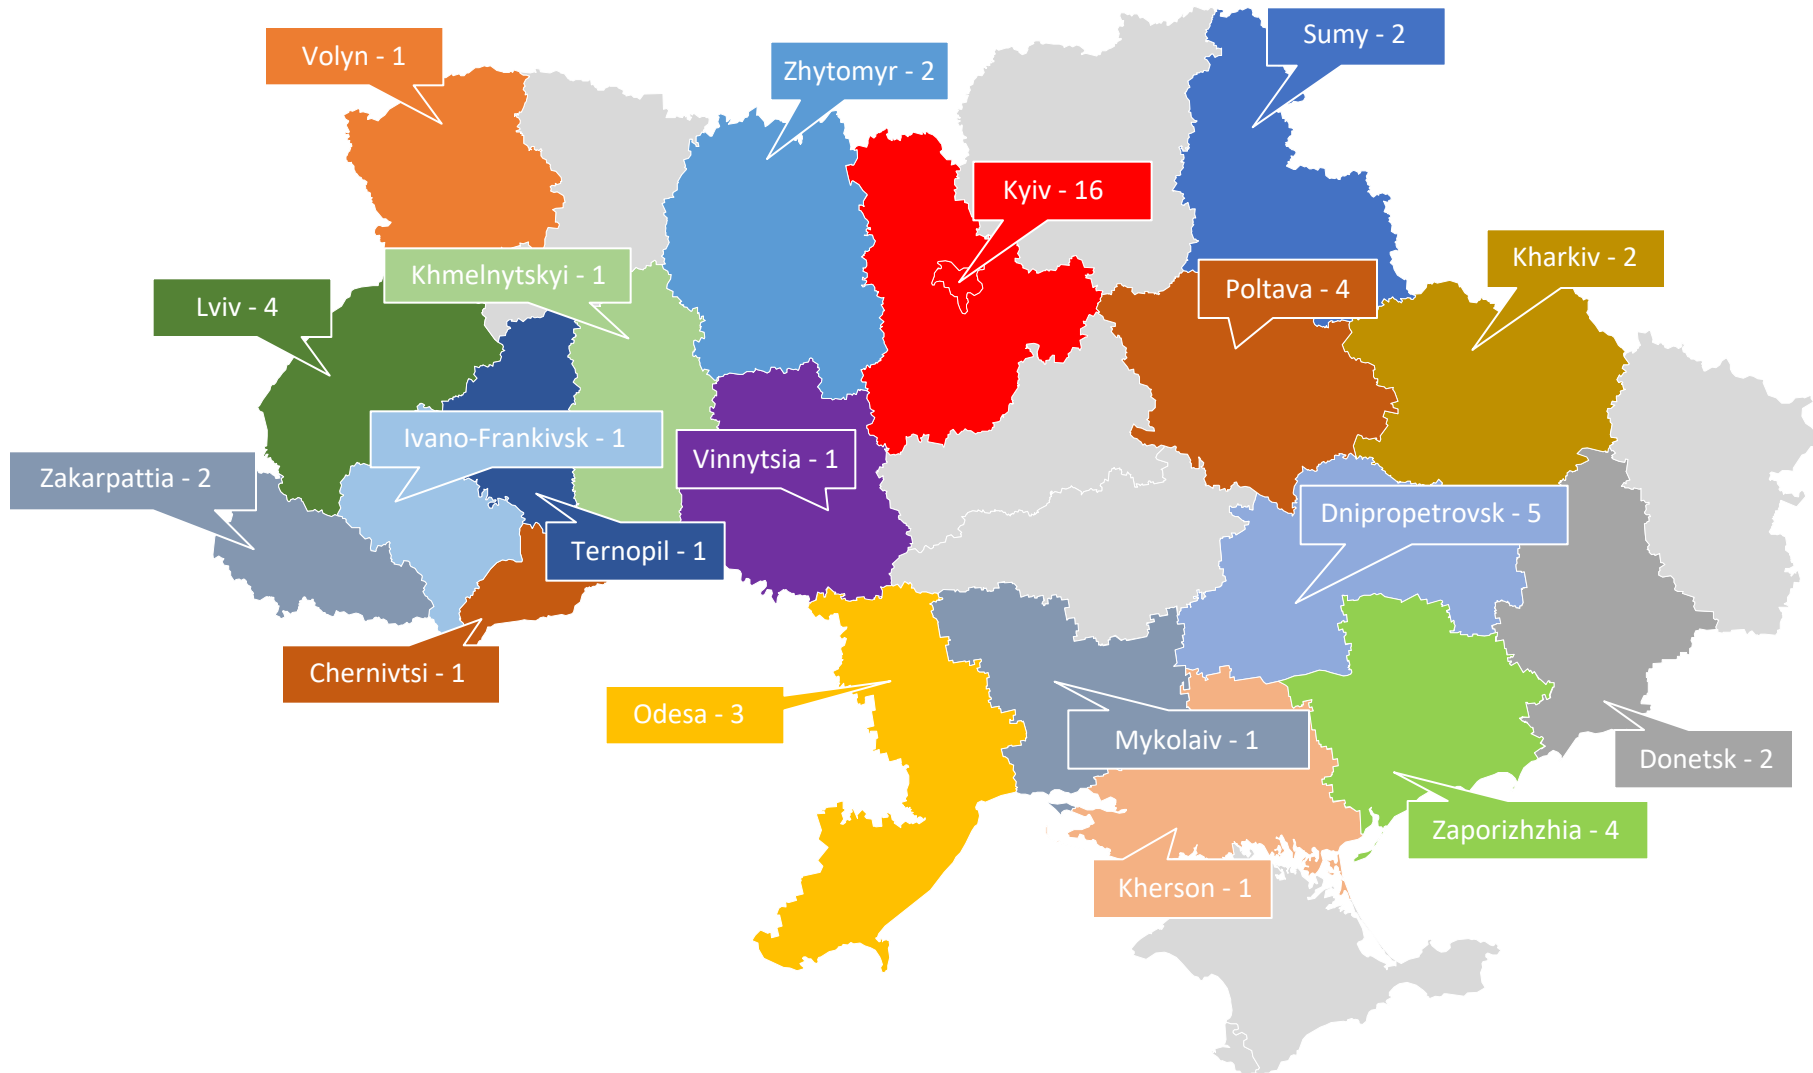 Sumy - 2
Volyn - 1
Zhytomyr - 2
Kyiv - 16
Kharkiv - 2
Khmelnytskyi - 1
Poltava - 4
Lviv - 4
Ivano-Frankivsk - 1
Vinnytsia - 1
Zakarpattia - 2
Dnipropetrovsk - 5
Ternopil - 1
Chernivtsi - 1
Odesa - 3
Mykolaiv - 1
Donetsk - 2
Zaporizhzhia - 4
Kherson - 1